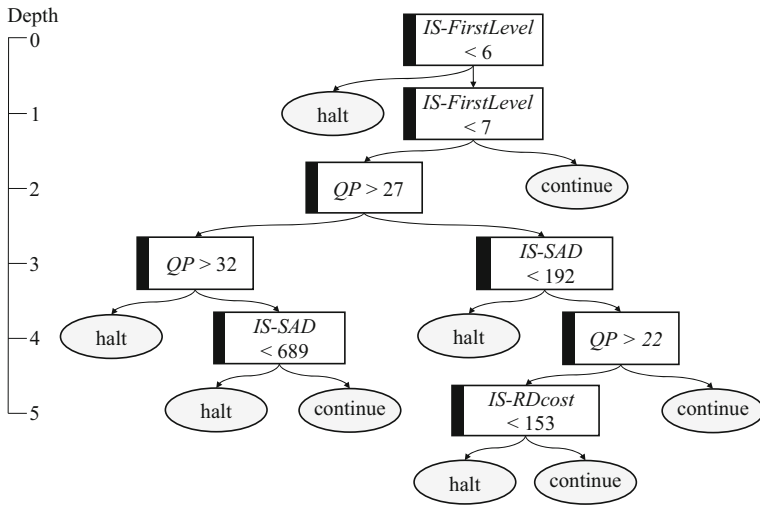 Depth
0
IS-FirstLevel
< 6
halt
1
IS-FirstLevel
< 7
2
QP > 27
continue
3
QP > 32
IS-SAD
< 192
4
halt
IS-SAD
< 689
halt
QP > 22
5
halt
continue
IS-RDcost
< 153
continue
halt
continue